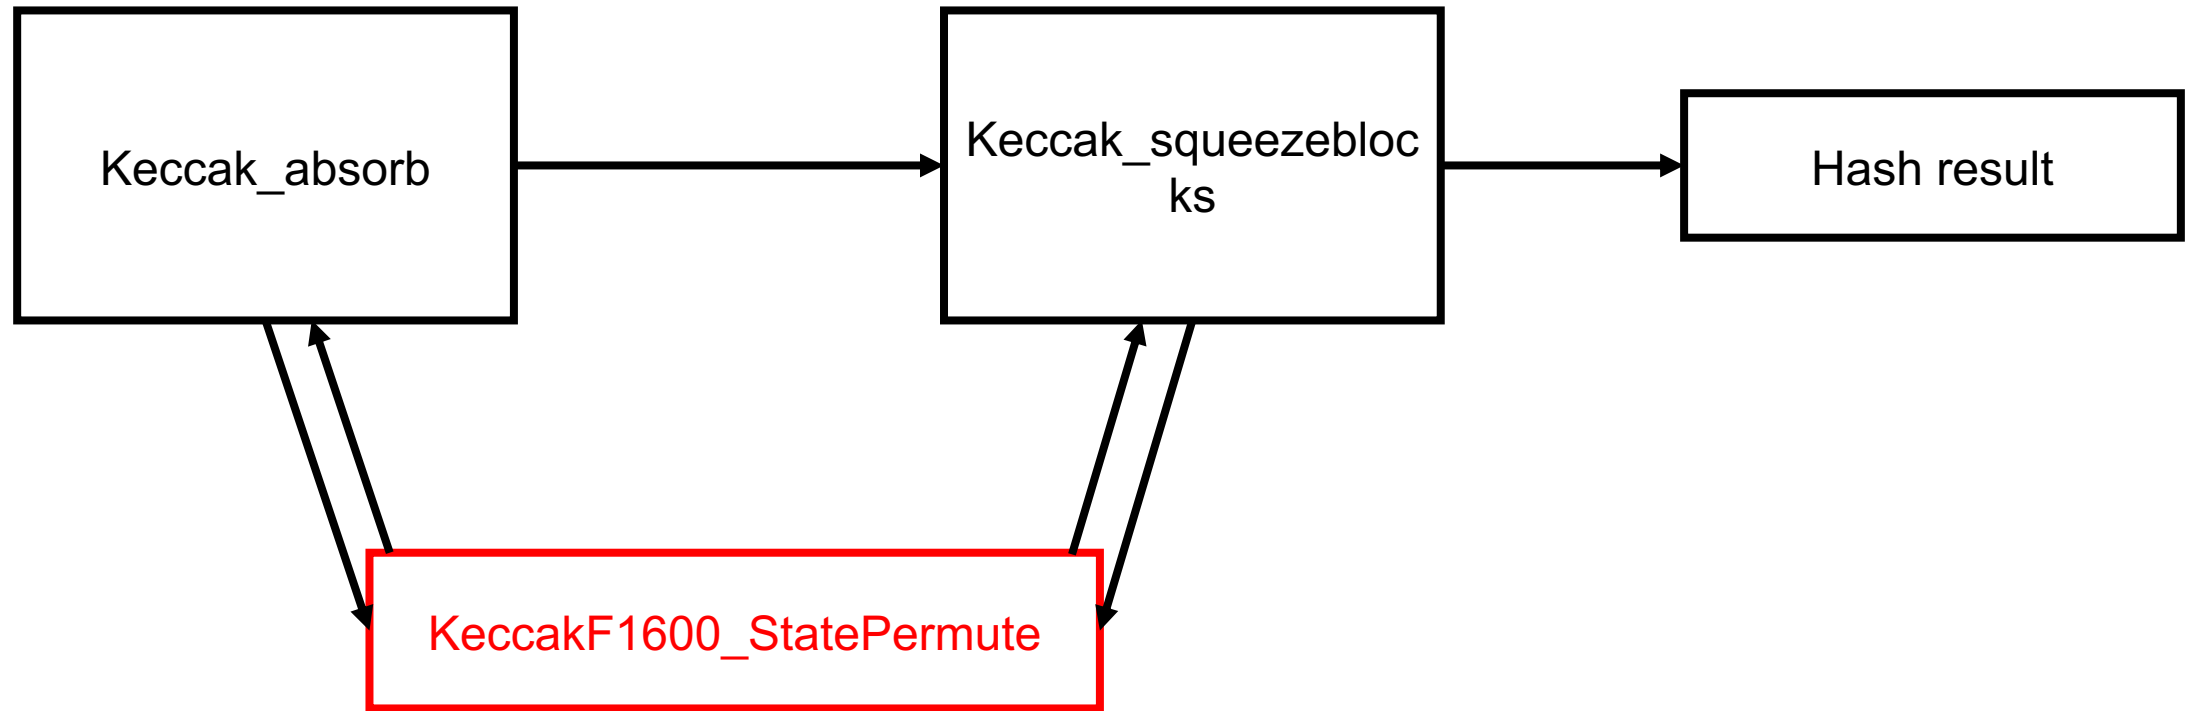 Keccak_absorb
Keccak_squeezebloc
ks
Hash result
KeccakF1600_StatePermute